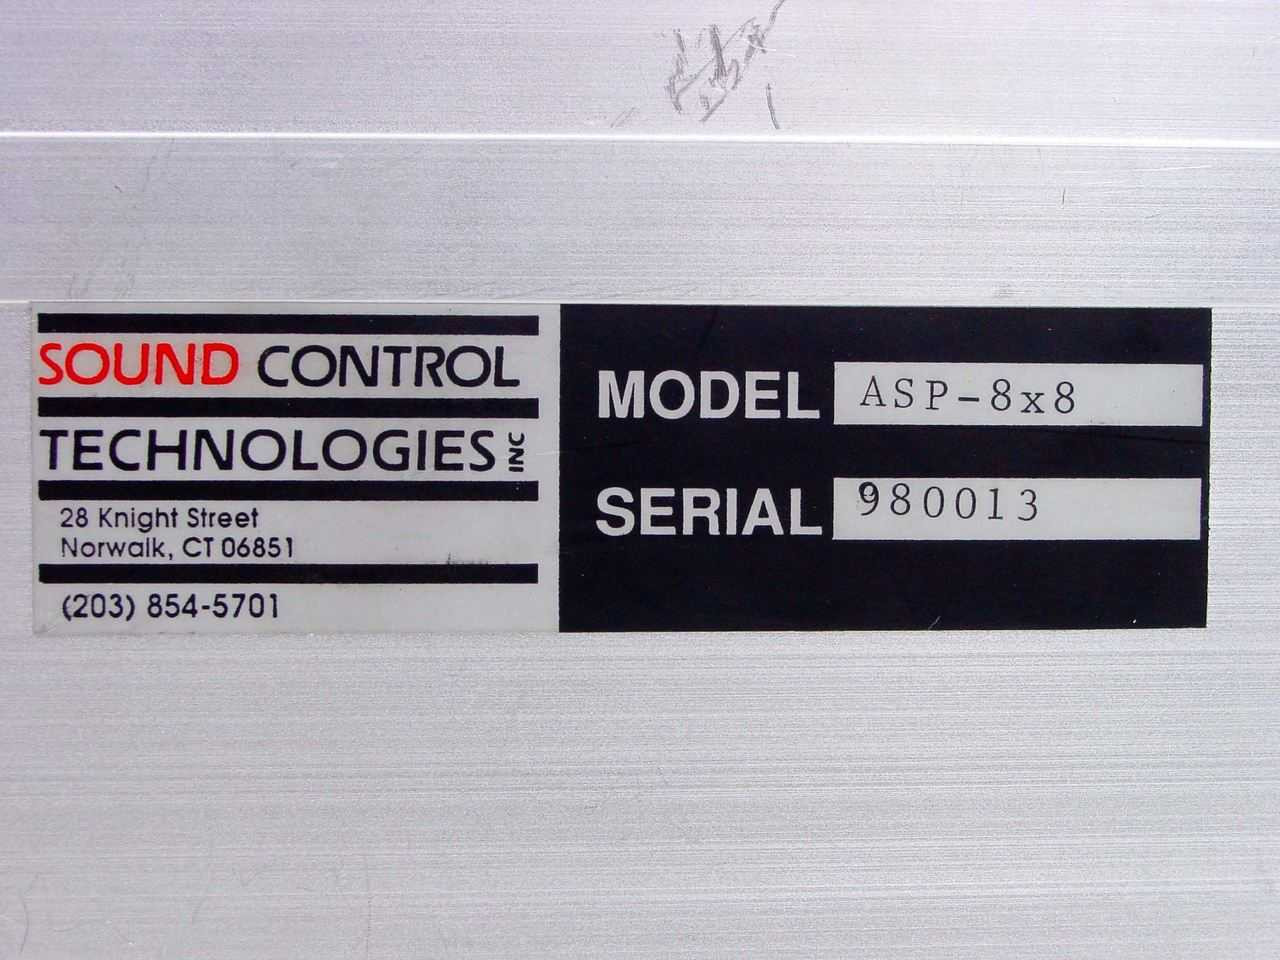 SOUND CONTROL
TECHNOLOGIES INC
28 Knight Street
Norwalk, CT 06851
(203) 854-5701
MODEL ASP-8x8
SERIAL 980013